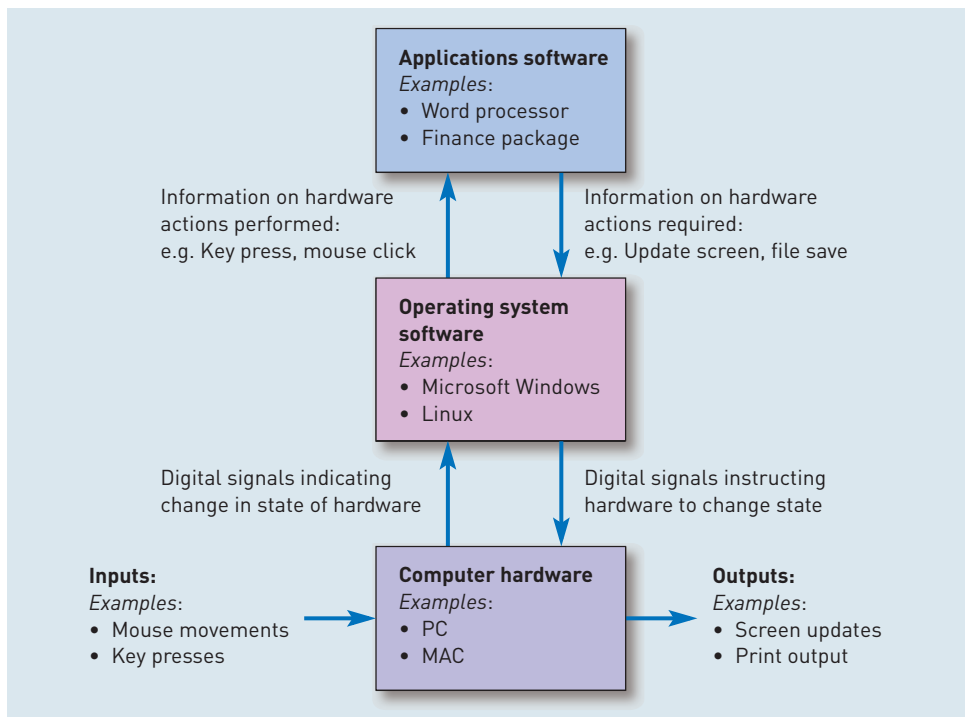 Applications software
Examples:
• Word processor
• Finance package
Information on hardware
actions performed:
e.g. Key press, mouse click
Information on hardware
actions required:
e.g. Update screen, file save
Operating system
software
Examples:
• Microsoft Windows
• Linux
Digital signals indicating
change in state of hardware
Digital signals instructing
hardware to change state
Inputs:
Examples:
• Mouse movements
• Key presses
Computer hardware
Examples:
• PC
• MAC
Outputs:
Examples:
• Screen updates
• Print output